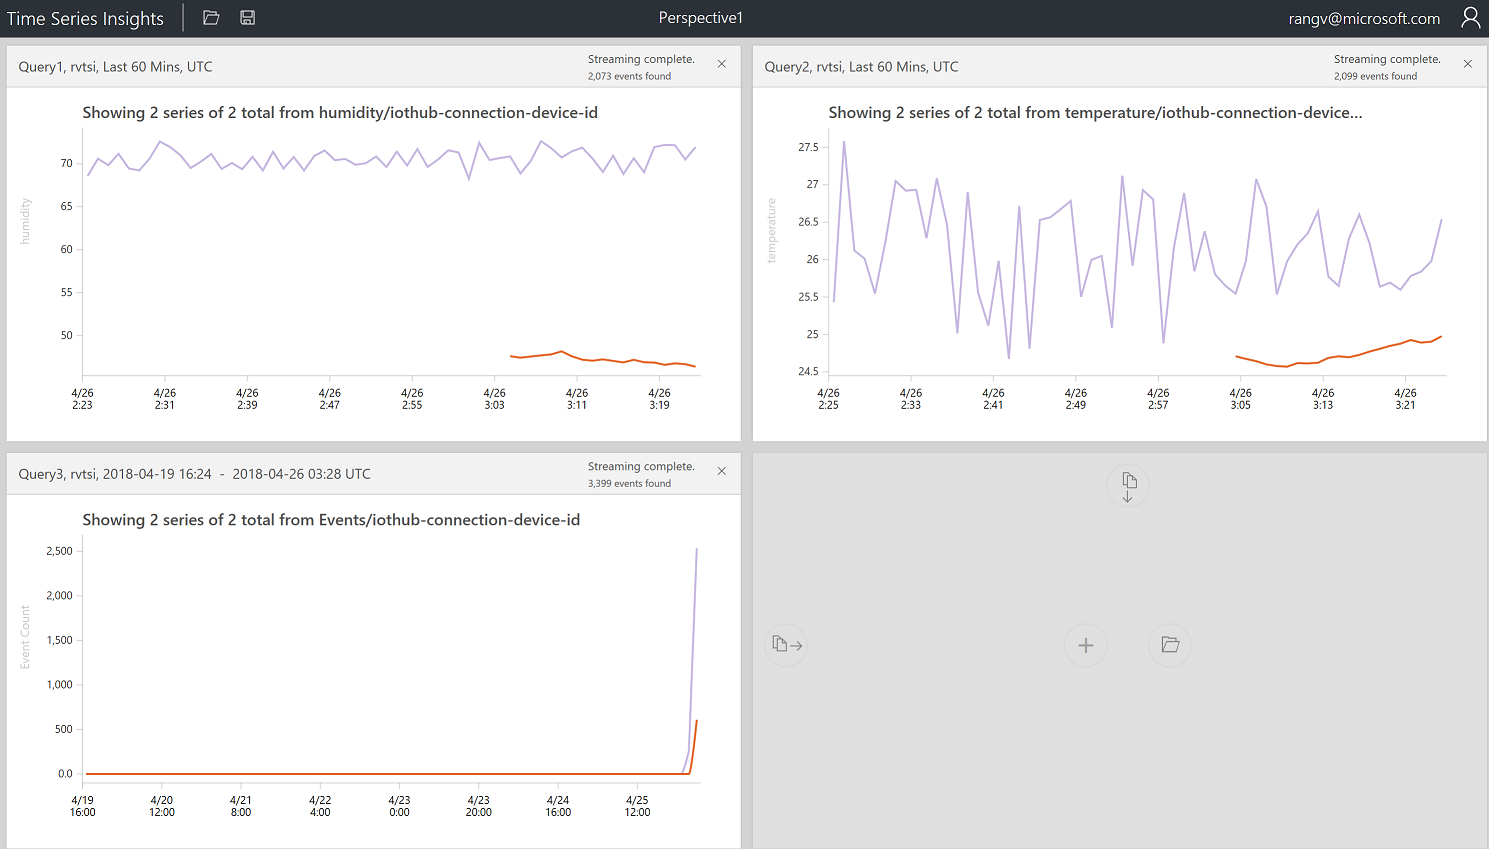 Time Series Insights
Perspective1
rangv@microsoft.com
Query1, rvtsi, Last 60 Mins, UTC
Streaming complete.
2,073 events found
Showing 2 series of 2 total from humidity/iothub-connection-device-id
humidity
70
65
60
55
50
4/26 4/26 4/26 4/26 4/26 4/26 4/26 4/26
2:23 2:31 2:39 2:47 2:55 3:03 3:11 3:19
Query2, rvtsi, Last 60 Mins, UTC
Streaming complete.
2,099 events found
Showing 2 series of 2 total from temperature/iothub-connection-device...
temperature
27.5
27
26.5
26
25.5
25
24.5
4/26 4/26 4/26 4/26 4/26 4/26 4/26 4/26
2:25 2:33 2:41 2:49 2:57 3:05 3:13 3:21
Query3, rvtsi, 2018-04-19 16:24 - 2018-04-26 03:28 UTC
Streaming complete.
3,399 events found
Showing 2 series of 2 total from Events/iothub-connection-device-id
Event Count
2,500
2,000
1,500
1,000
500
0.0
4/19 4/20 4/21 4/22 4/23 4/23 4/24 4/25
16:00 12:00 8:00 4:00 0:00 20:00 16:00 12:00